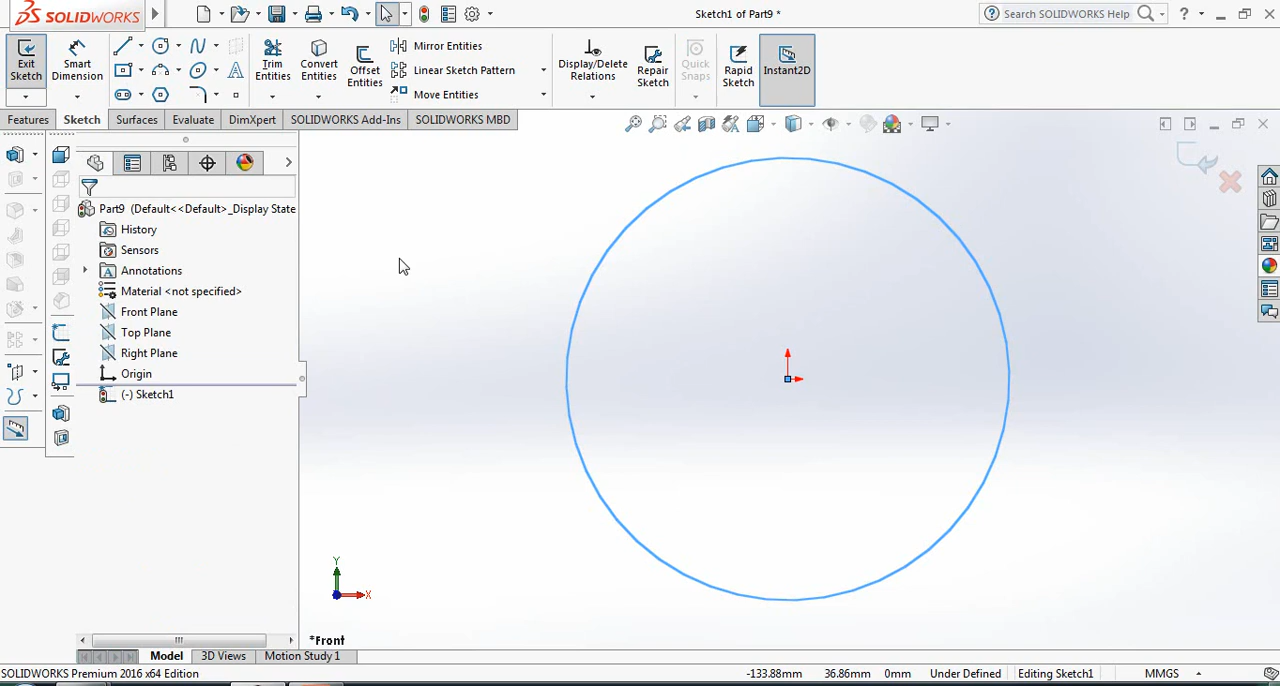 SOLIDWORKS
Sketch1 of Part9 *
Search SOLIDWORKS Help
?
Exit Sketch
Smart Dimension
Trim Entities
Convert Entities
Offset Entities
Mirror Entities
Linear Sketch Pattern
Move Entities
Display/Delete Relations
Repair Sketch
Quick Snaps
Rapid Sketch
Instant2D
Features Sketch Surfaces Evaluate DimXpert SOLIDWORKS Add-Ins SOLIDWORKS MBD
Part9 (Default<<Default>_Display State
History
Sensors
Annotations
Material <not specified>
Front Plane
Top Plane
Right Plane
Origin
(-) Sketch1
Y
X
*Front
Model 3D Views Motion Study 1
SOLIDWORKS Premium 2016 x64 Edition -133.88mm 36.86mm 0mm Under Defined Editing Sketch1 MMGS